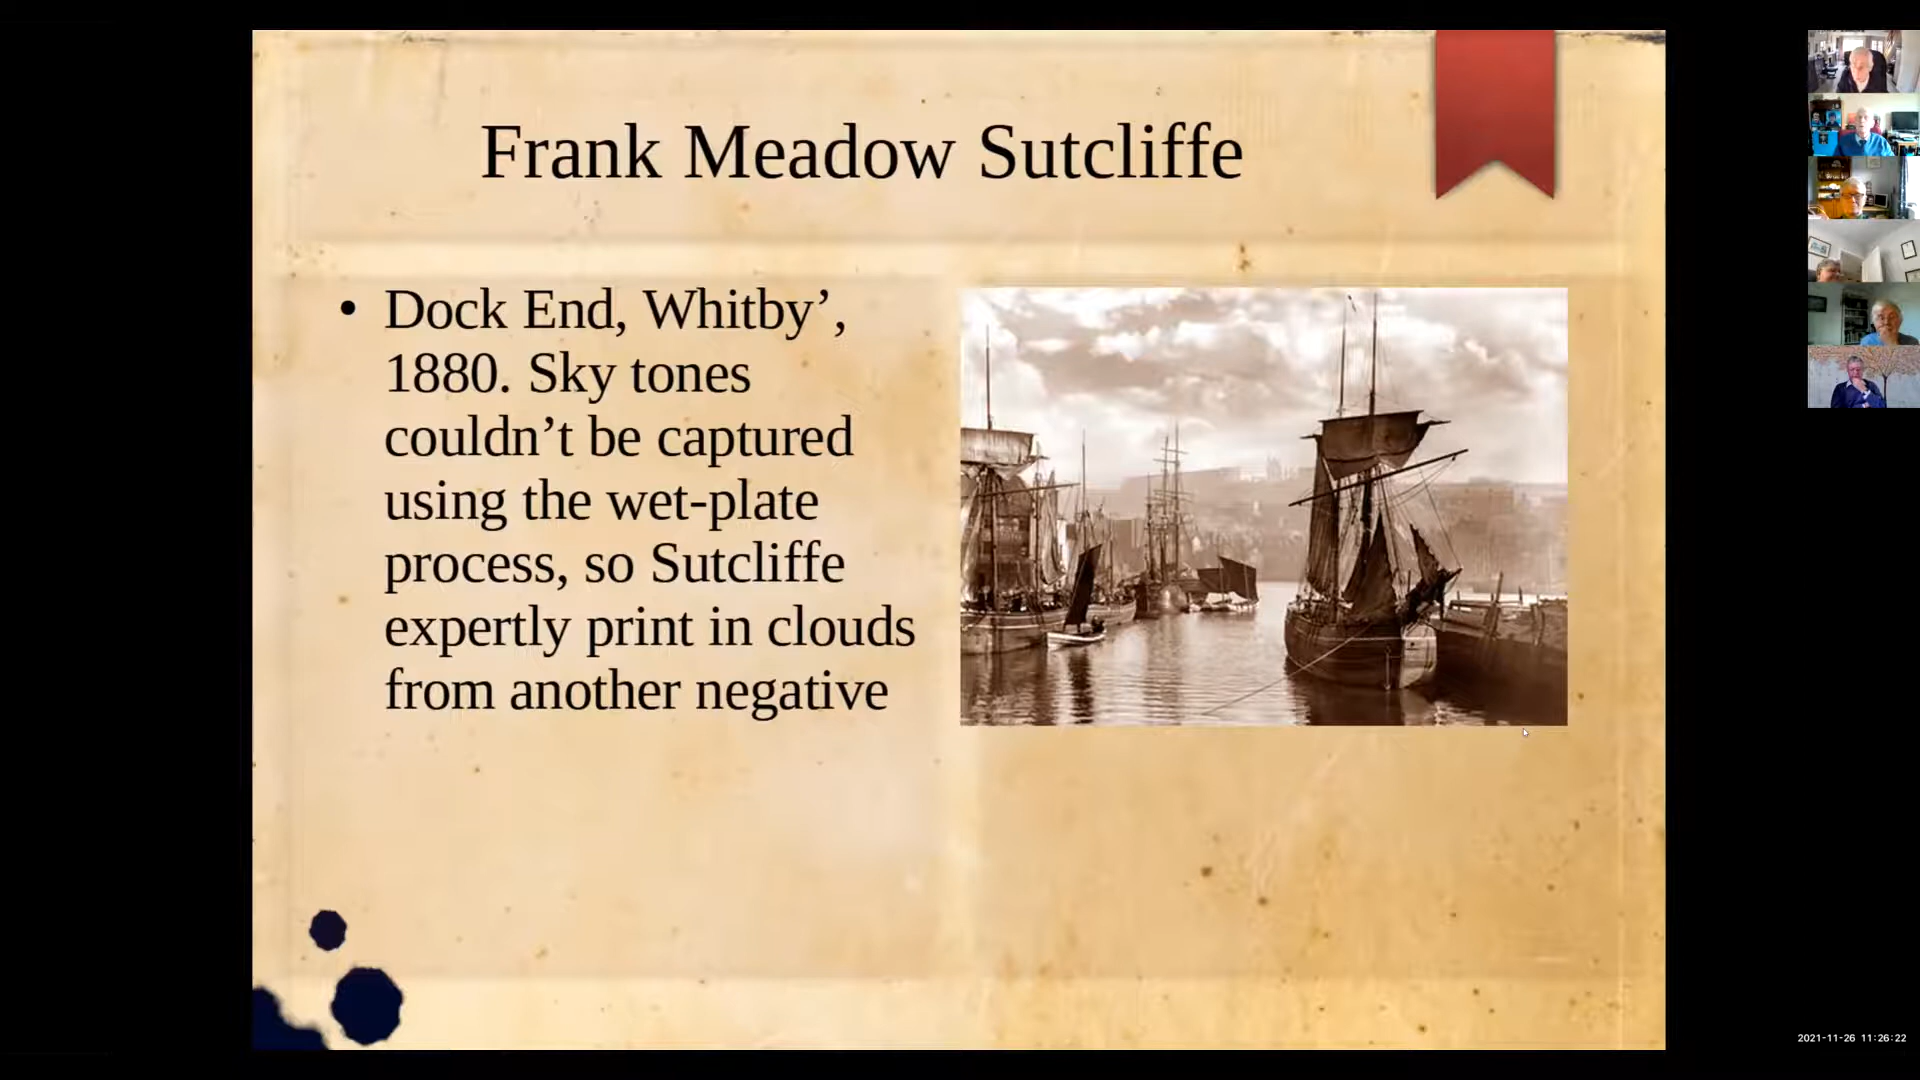 Frank Meadow Sutcliffe
• Dock End, Whitby’,
1880. Sky tones
couldn’t be captured
using the wet-plate
process, so Sutcliffe
expertly print in clouds
from another negative
2021-11-26 11:26:22